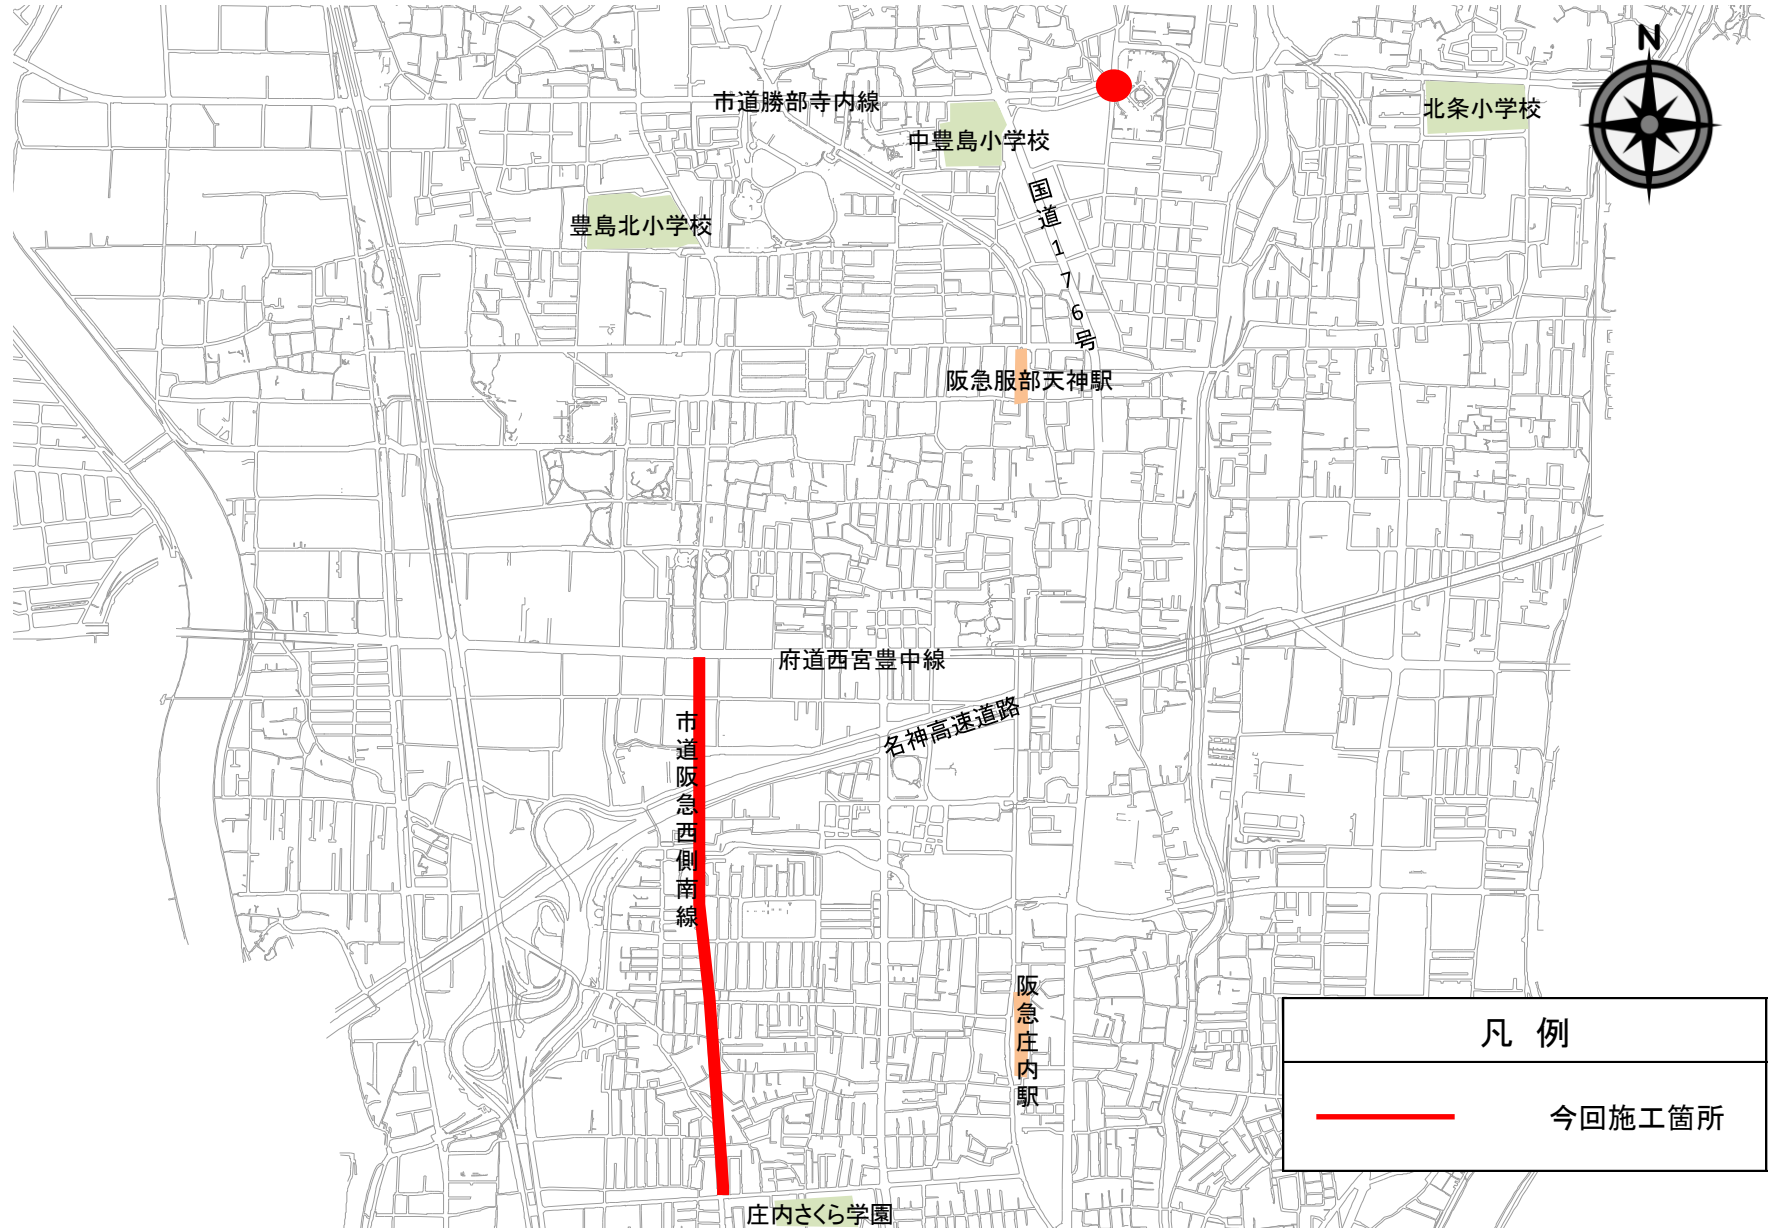 N
市道勝部寺内線
北条小学校
中豊島小学校
国道176号
豊島北小学校
阪急服部天神駅
府道西宮豊中線
名神高速道路
市道阪急西側南線
阪急庄内駅
庄内さくら学園
凡 例
今回施工箇所